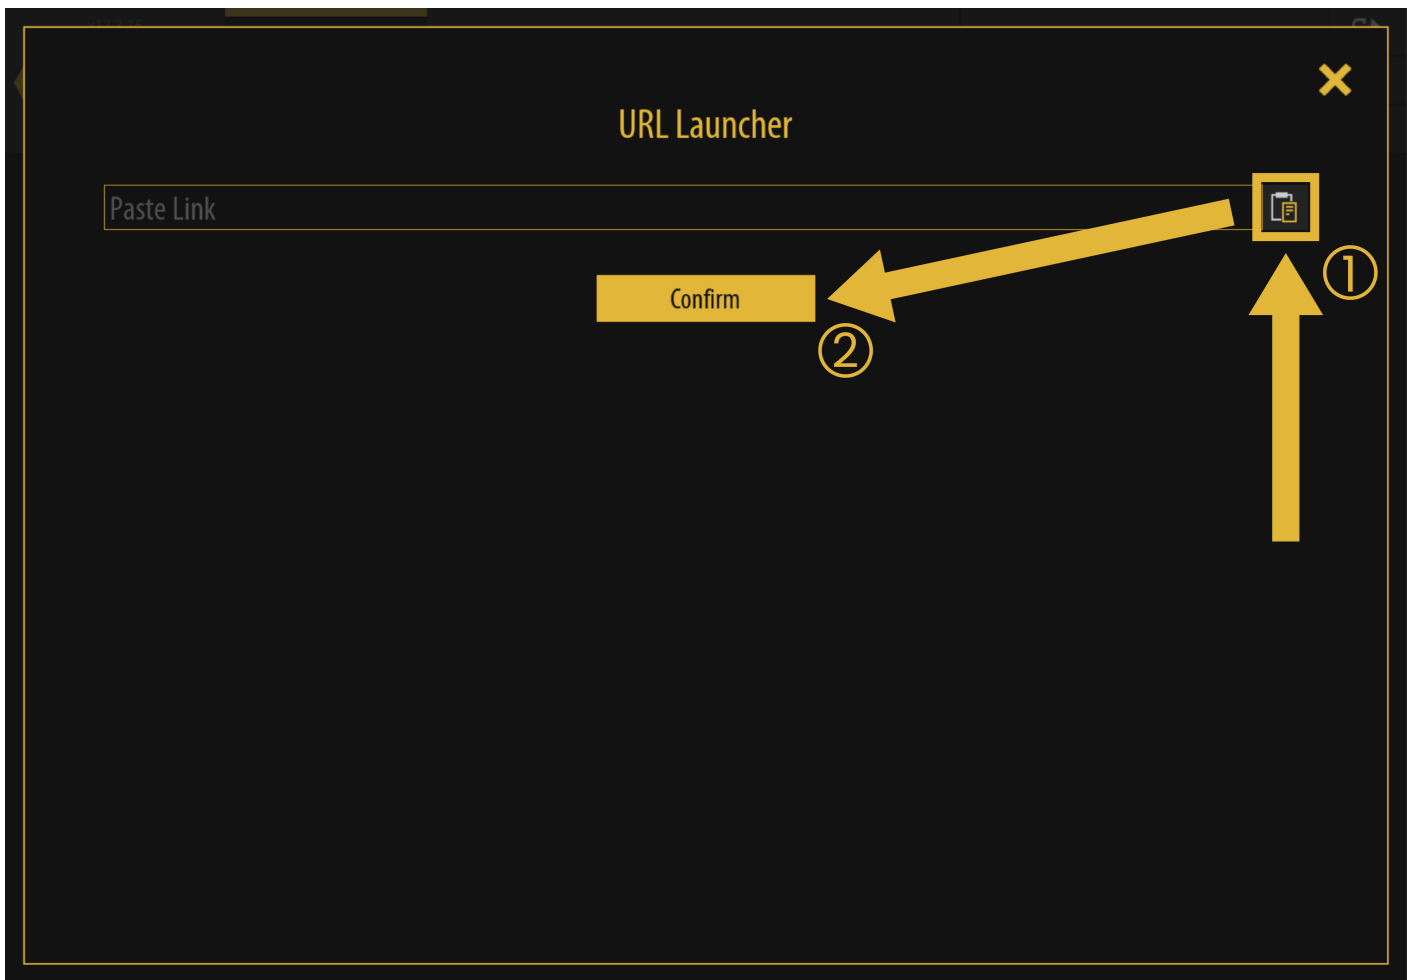 URL Launcher
Paste Link
①
Confirm
②